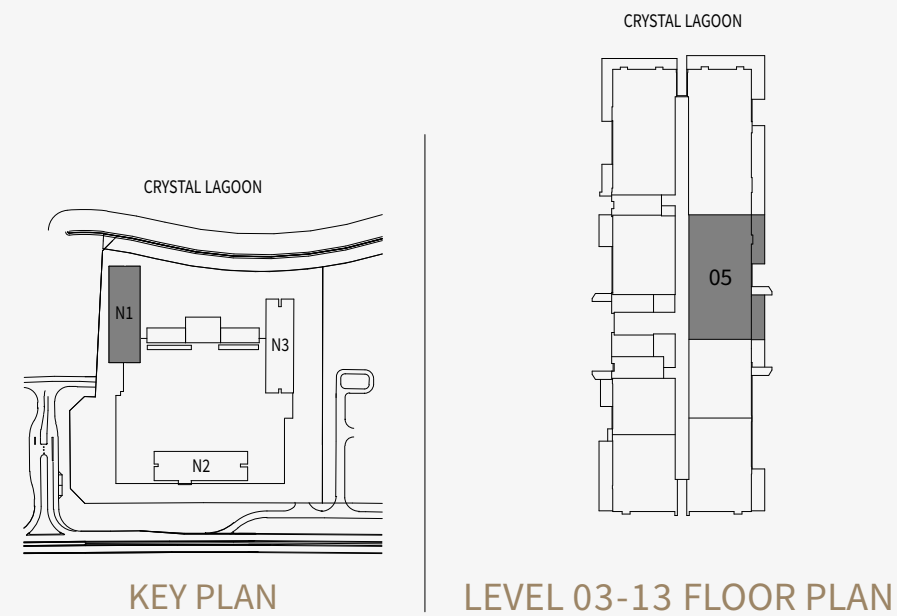 CRYSTAL LAGOON
N1
N3
N2
KEY PLAN
CRYSTAL LAGOON
05
LEVEL 03-13 FLOOR PLAN